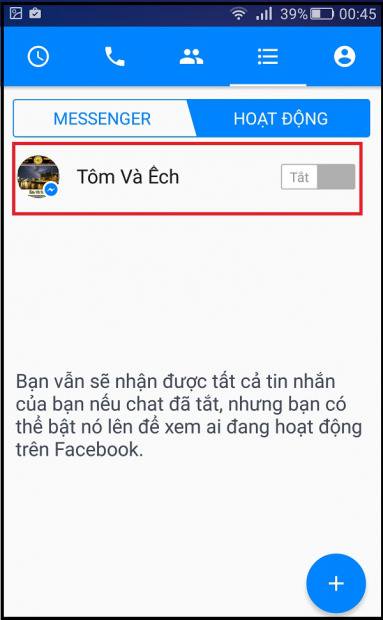 39% 00:45
MESSENGER HOẠT ĐỘNG
Tôm Và Ếch Tắt
Bạn vẫn sẽ nhận được tất cả tin nhắn
của bạn nếu chat đã tắt, nhưng bạn có
thể bật nó lên để xem ai đang hoạt động
trên Facebook.